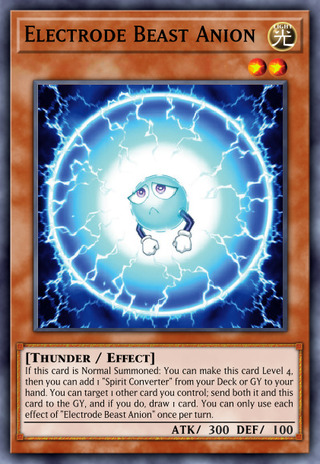 Electrode Beast Anion
LIGHT
光
[Thunder / Effect]
If this card is Normal Summoned: You can make this card Level 4,
then you can add 1 "Spirit Converter" from your Deck or GY to your
hand. You can target 1 other card you control; send both it and this
card to the GY, and if you do, draw 1 card. You can only use each
effect of "Electrode Beast Anion" once per turn.
ATK/ 300 DEF/ 100